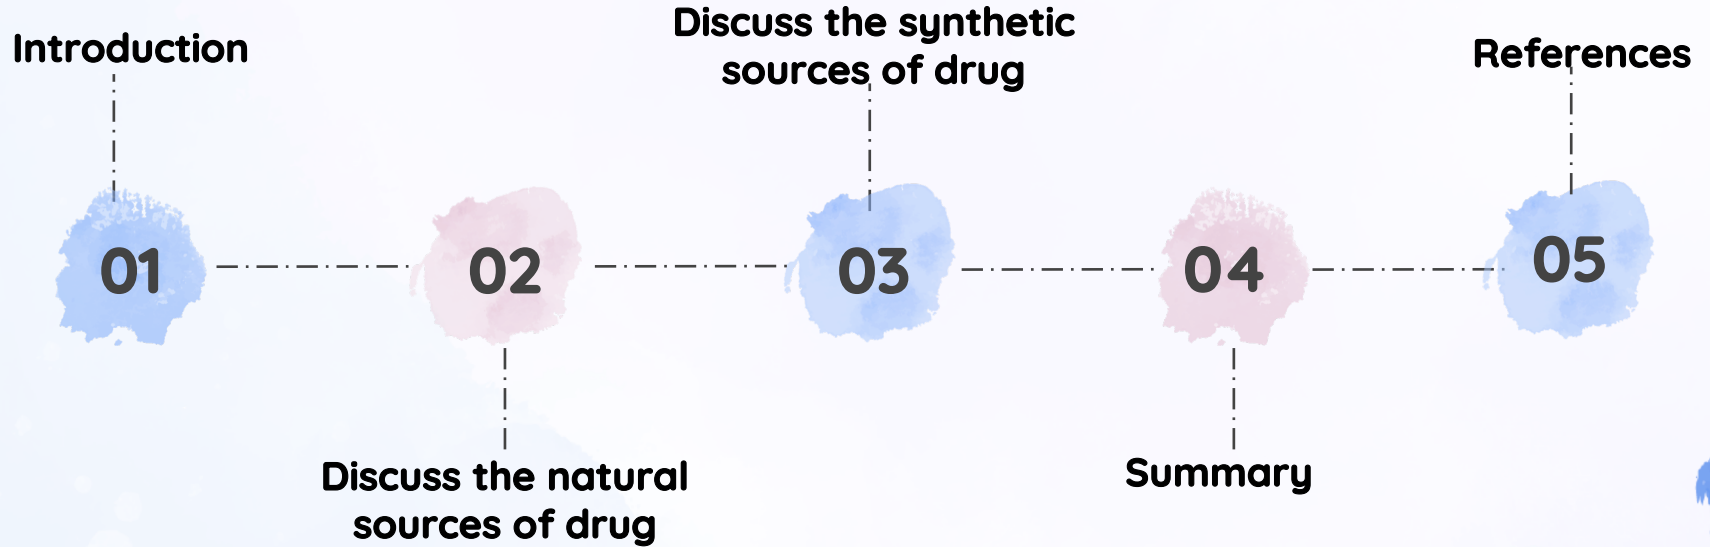 Introduction
01
02
Discuss the natural
sources of drug
Discuss the synthetic
sources of drug
03
04
Summary
References
05